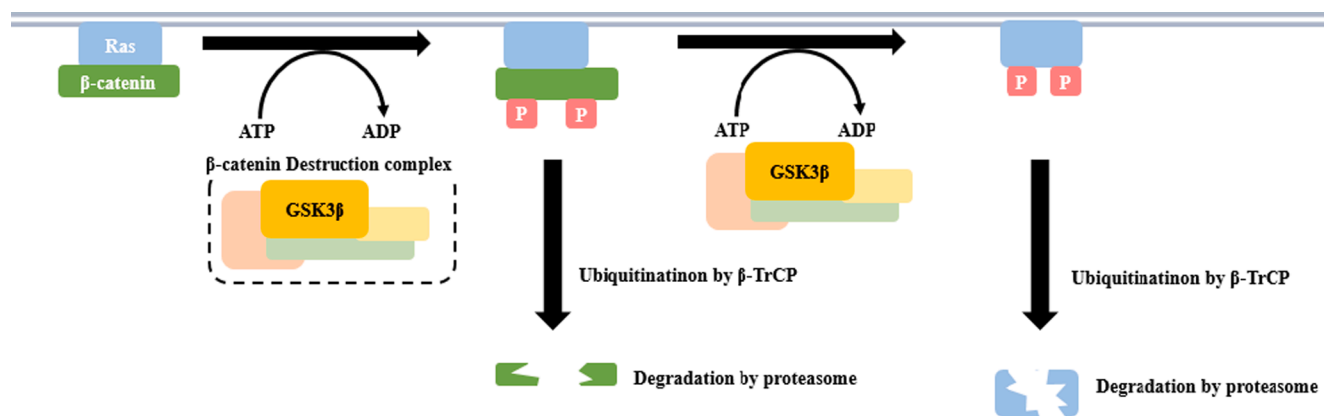 Ras
β-catenin
ATP
ADP
β-catenin Destruction complex
GSK3β
P
P
Ubiquitinatinon by β-TrCP
Degradation by proteasome
ATP
ADP
GSK3β
P
P
Ubiquitinatinon by β-TrCP
Degradation by proteasome